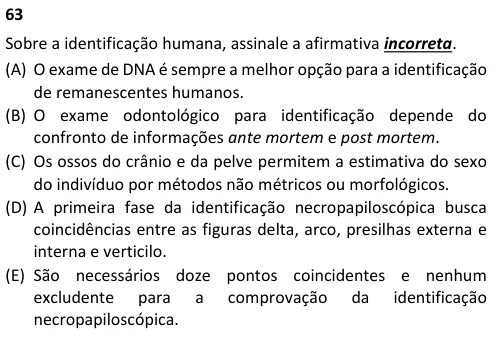 63
Sobre a identificação humana, assinale a afirmativa incorreta.
(A) O exame de DNA é sempre a melhor opção para a identificação
de remanescentes humanos.
(B) O exame odontológico para identificação depende do
confronto de informações ante mortem e post mortem.
(C) Os ossos do crânio e da pelve permitem a estimativa do sexo
do indivíduo por métodos não métricos ou morfológicos.
(D) A primeira fase da identificação necropapiloscópica busca
coincidências entre as figuras delta, arco, presilhas externa e
interna e verticilo.
(E) São necessários doze pontos coincidentes e nenhum
excludente para a comprovação da identificação
necropapiloscópica.